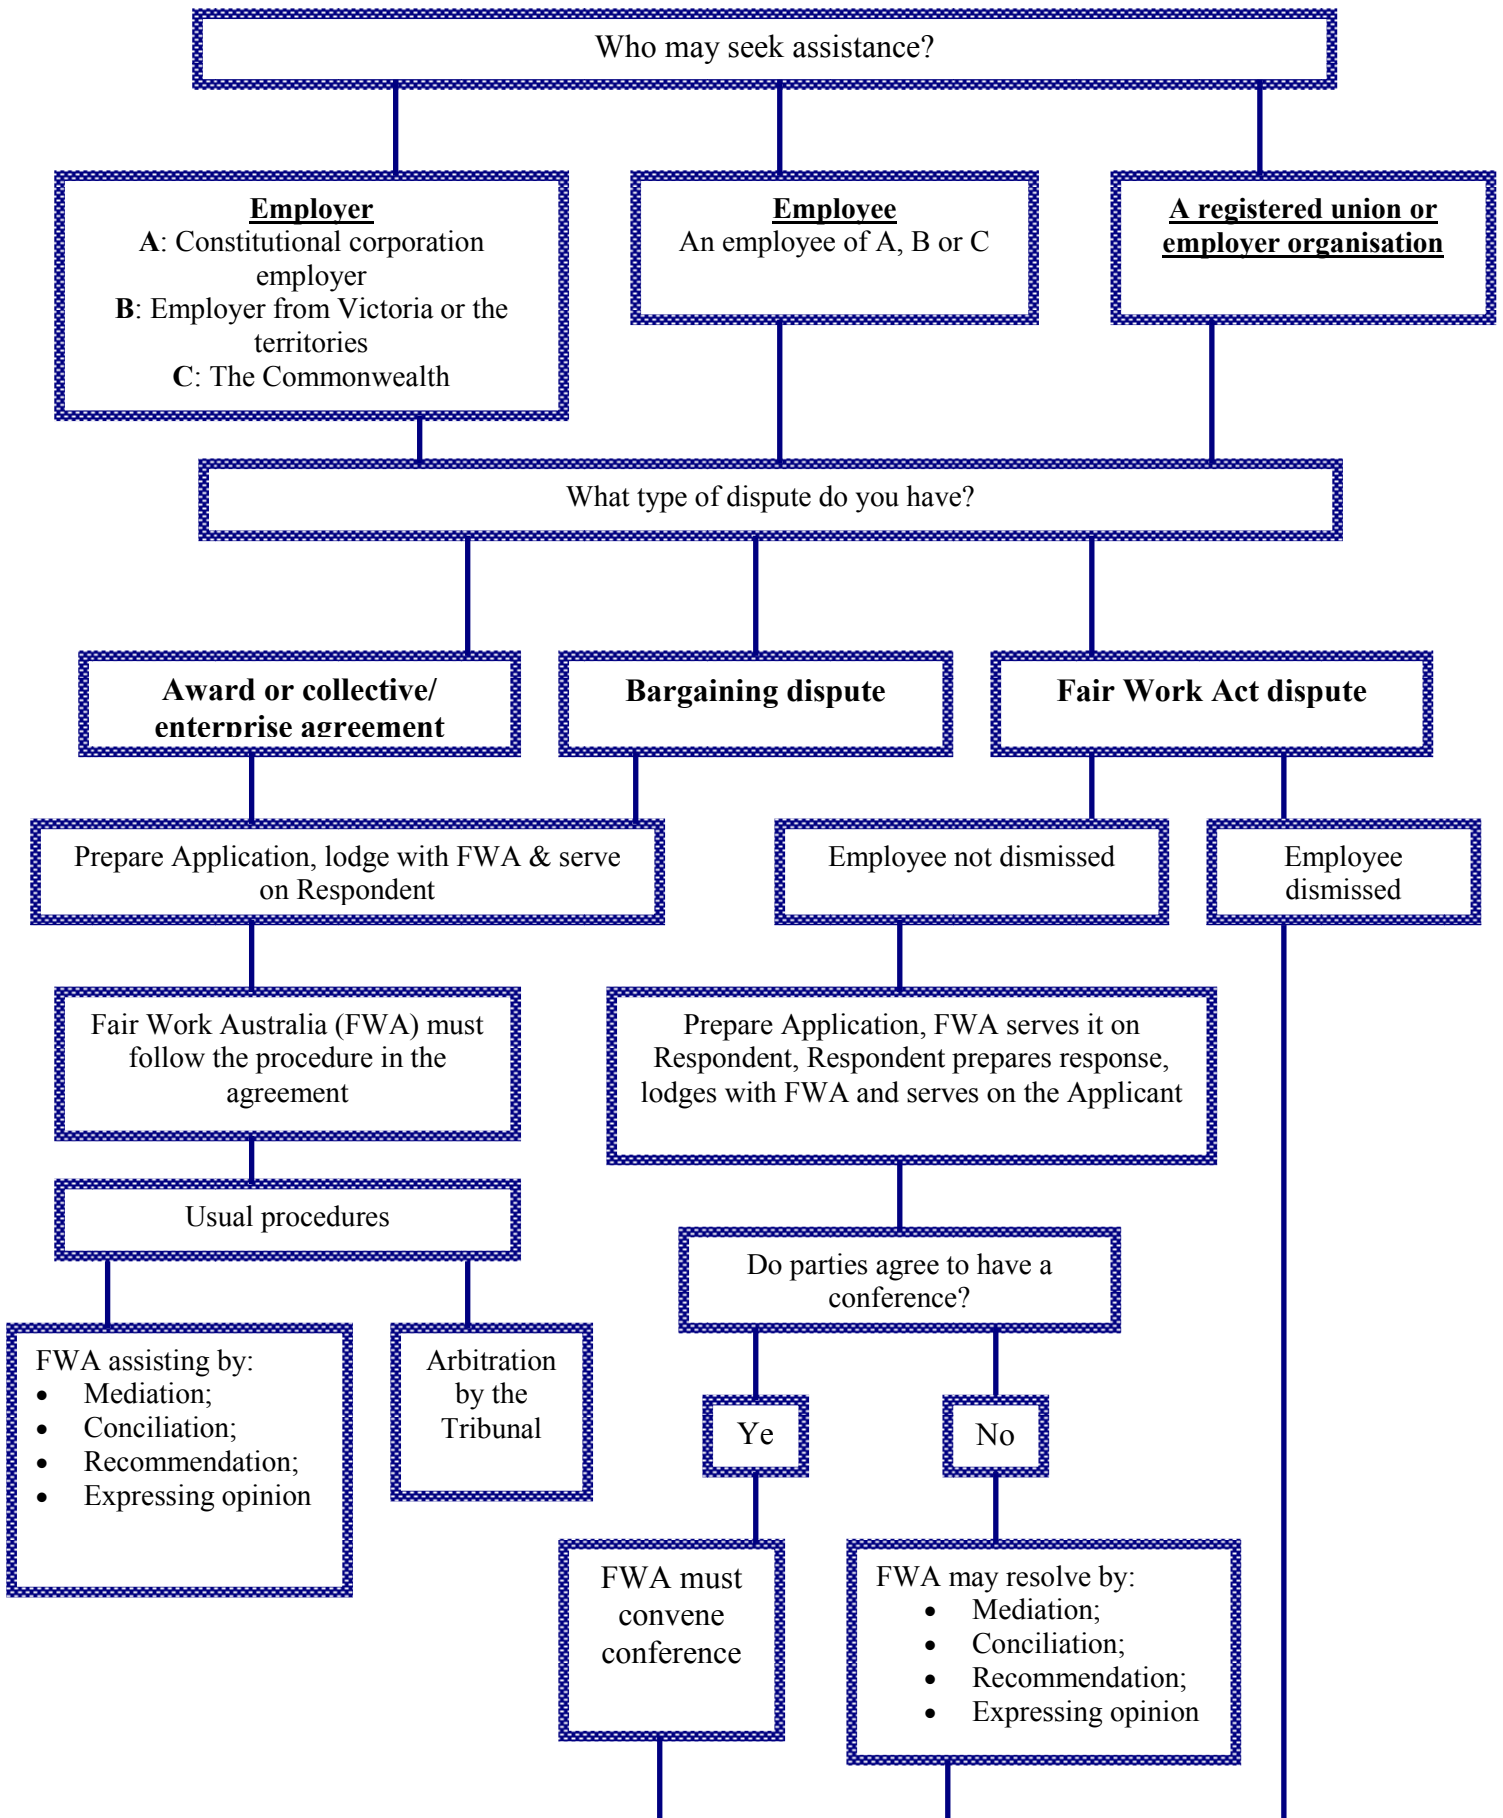 Who may seek assistance?
Employer
A: Constitutional corporation
employer
B: Employer from Victoria or the
territories
C: The Commonwealth
Employee
An employee of A, B or C
A registered union or
employer organisation
What type of dispute do you have?
Award or collective/
enterprise agreement
Bargaining dispute
Fair Work Act dispute
Prepare Application, lodge with FWA & serve
on Respondent
Employee not dismissed
Employee
dismissed
Fair Work Australia (FWA) must
follow the procedure in the
agreement
Prepare Application, FWA serves it on
Respondent, Respondent prepares response,
lodges with FWA and serves on the Applicant
Usual procedures
Do parties agree to have a
conference?
FWA assisting by:
• Mediation;
• Conciliation;
• Recommendation;
• Expressing opinion
Arbitration
by the
Tribunal
Ye
No
FWA must
convene
conference
FWA may resolve by:
• Mediation;
• Conciliation;
• Recommendation;
• Expressing opinion